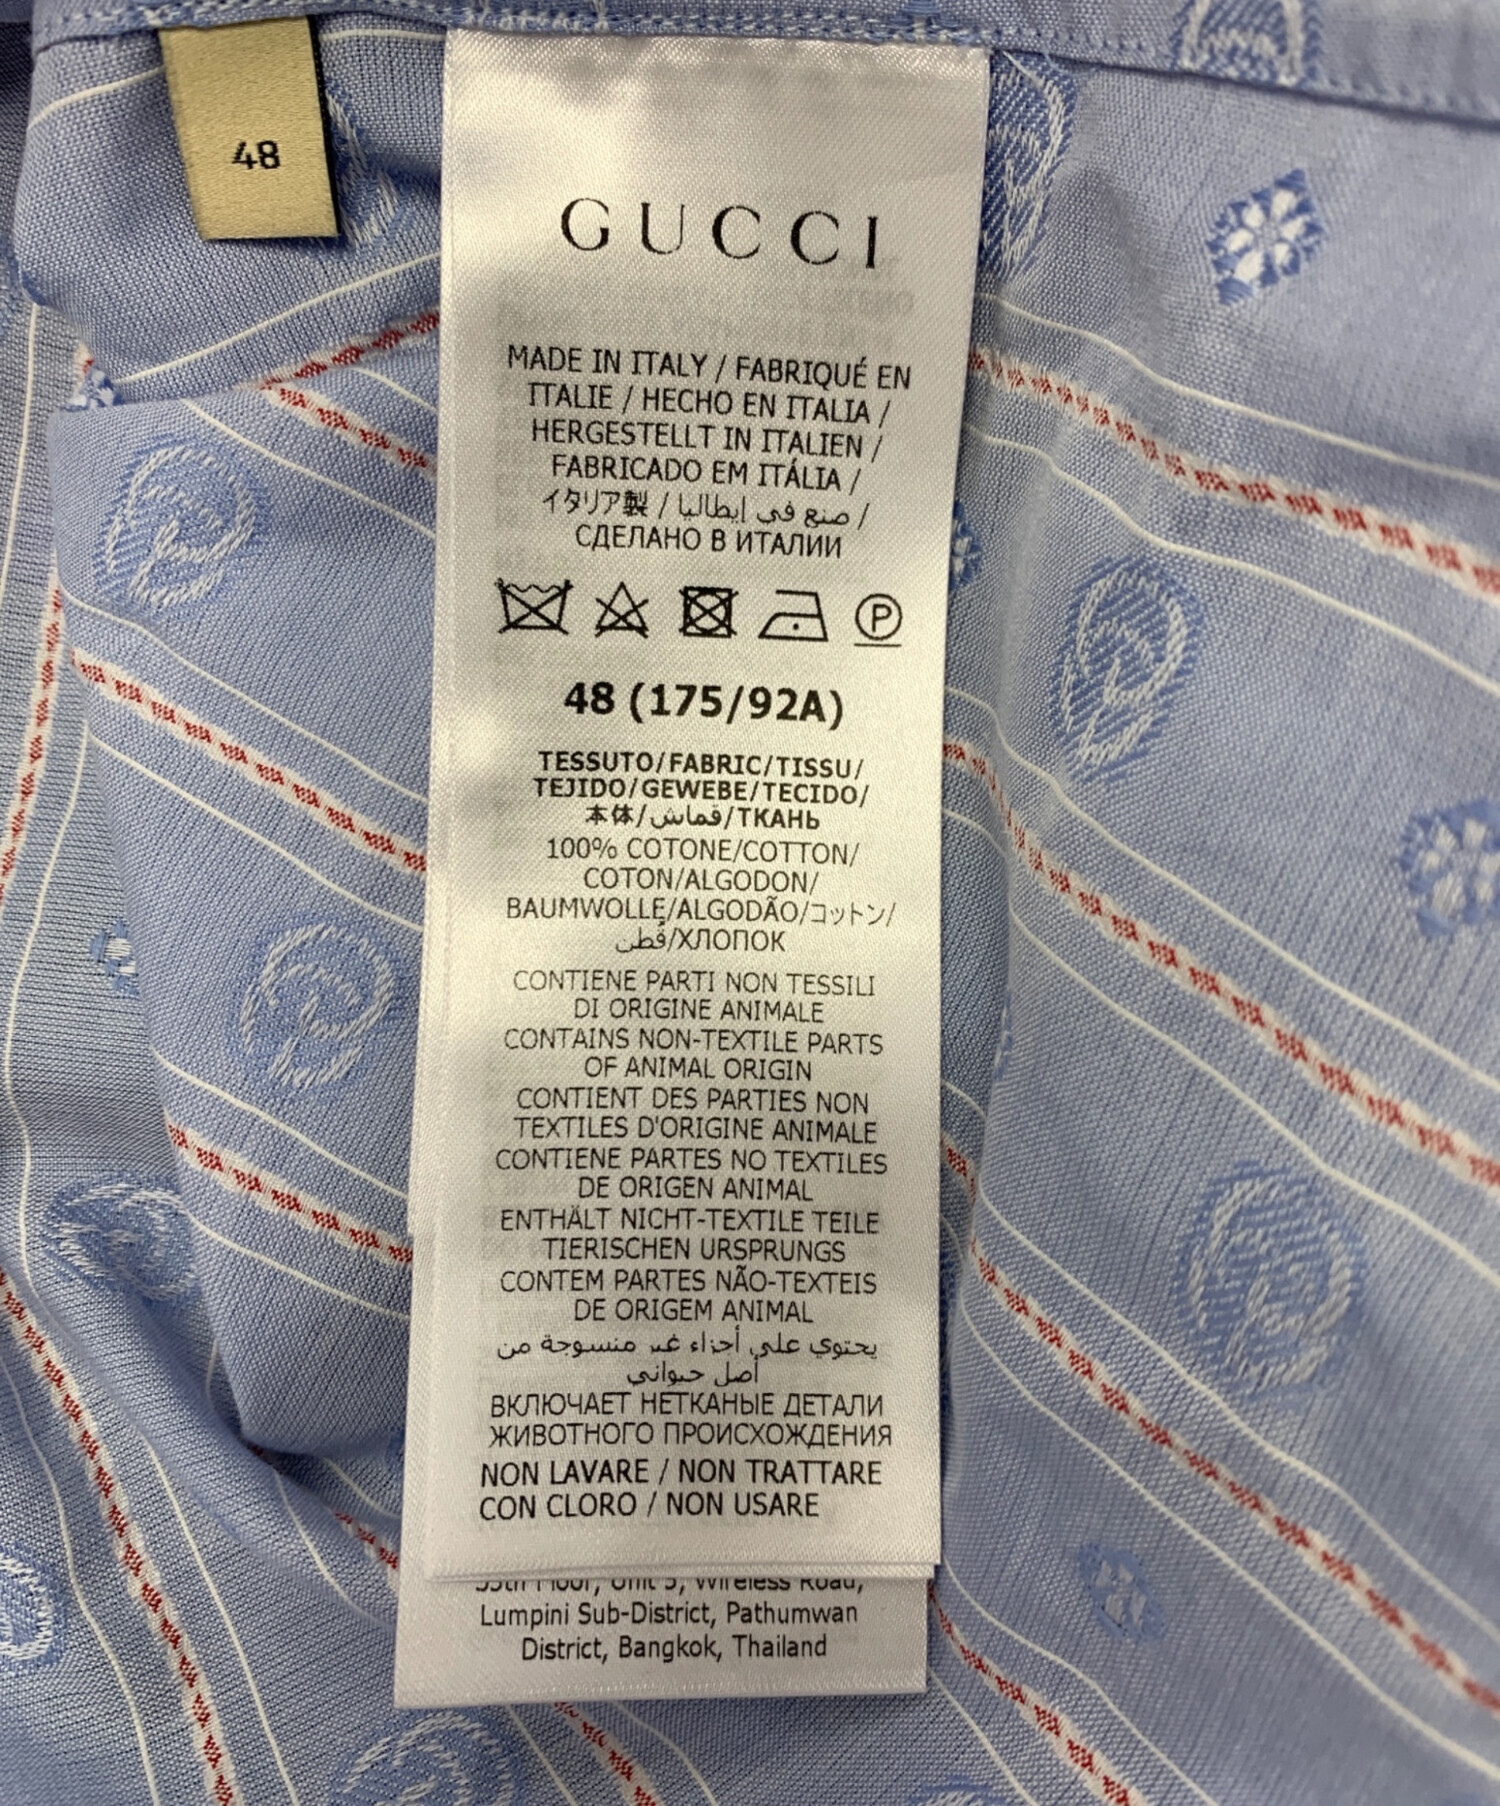 48
GUCCI
MADE IN ITALY / FABRIQUÉ EN
ITALIE / HECHO EN ITALIA /
HERGESTELLT IN ITALIEN /
FABRICADO EM ITÁLIA /
イタリア製 / صنع في إيطاليا /
СДЕЛАНО В ИТАЛИИ
P
48 (175/92A)
TESSUTO/FABRIC/TISSU/
TEJIDO/GEWEBE/TECIDO/
本体/قماش/ТКАНЬ
100% COTONE/COTTON/
COTON/ALGODON/
BAUMWOLLE/ALGODÃO/コットン/
قطن/ХЛОПОК
CONTIENE PARTI NON TESSILI
DI ORIGINE ANIMALE
CONTAINS NON-TEXTILE PARTS
OF ANIMAL ORIGIN
CONTIENT DES PARTIES NON
TEXTILES D'ORIGINE ANIMALE
CONTIENE PARTES NO TEXTILES
DE ORIGEN ANIMAL
ENTHÄLT NICHT-TEXTILE TEILE
TIERISCHEN URSPRUNGS
CONTEM PARTES NÃO-TEXTEIS
DE ORIGEM ANIMAL
يحتوي على أجزاء غير منسوجة من
أصل حيواني
ВКЛЮЧАЕТ НЕТКАНЫЕ ДЕТАЛИ
ЖИВОТНОГО ПРОИСХОЖДЕНИЯ
NON LAVARE / NON TRATTARE
CON CLORO / NON USARE
Floor, Unit 5, Wireless Road,
Lumpini Sub-District, Pathumwan
District, Bangkok, Thailand